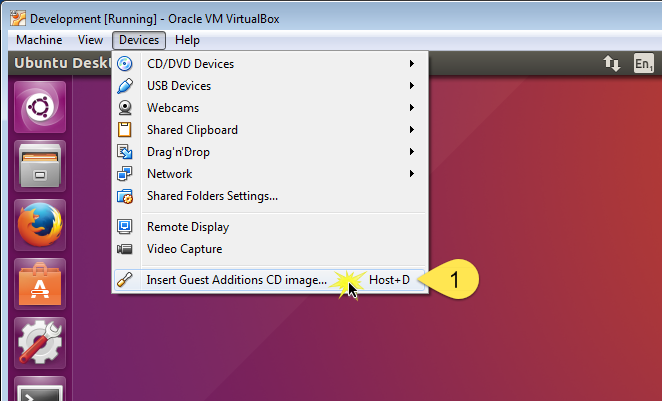 Development [Running] - Oracle VM VirtualBox
Machine View Devices Help
Ubuntu Deskt
En1
CD/DVD Devices
USB Devices
Webcams
Shared Clipboard
Drag'n'Drop
Network
Shared Folders Settings...
Remote Display
Video Capture
Insert Guest Additions CD image... Host+D
1